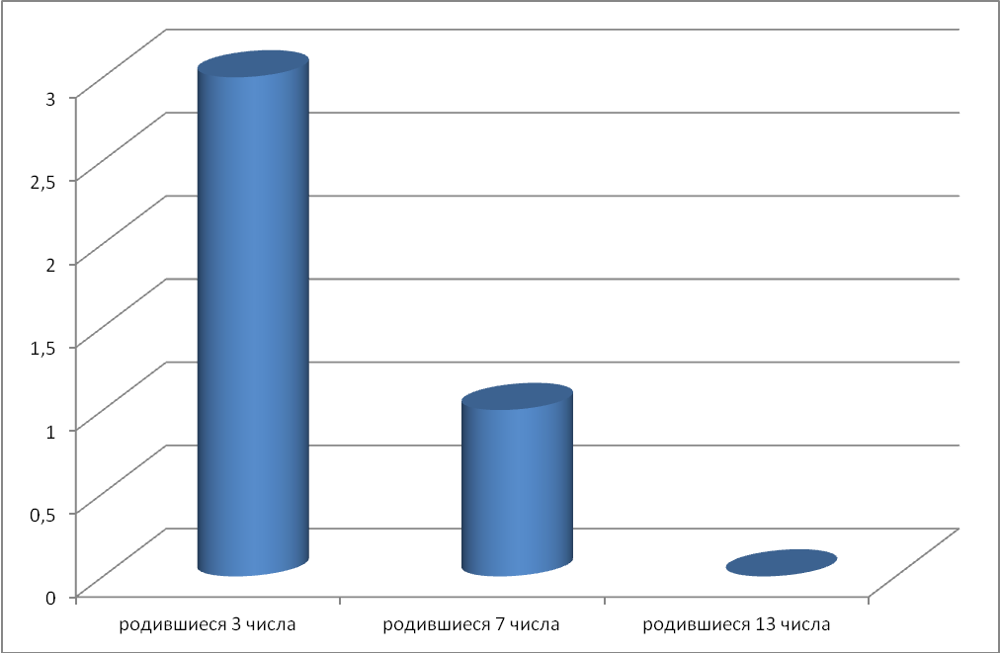 3
2,5
2
1,5
1
0,5
0
родившиеся 3 числа
родившиеся 7 числа
родившиеся 13 числа